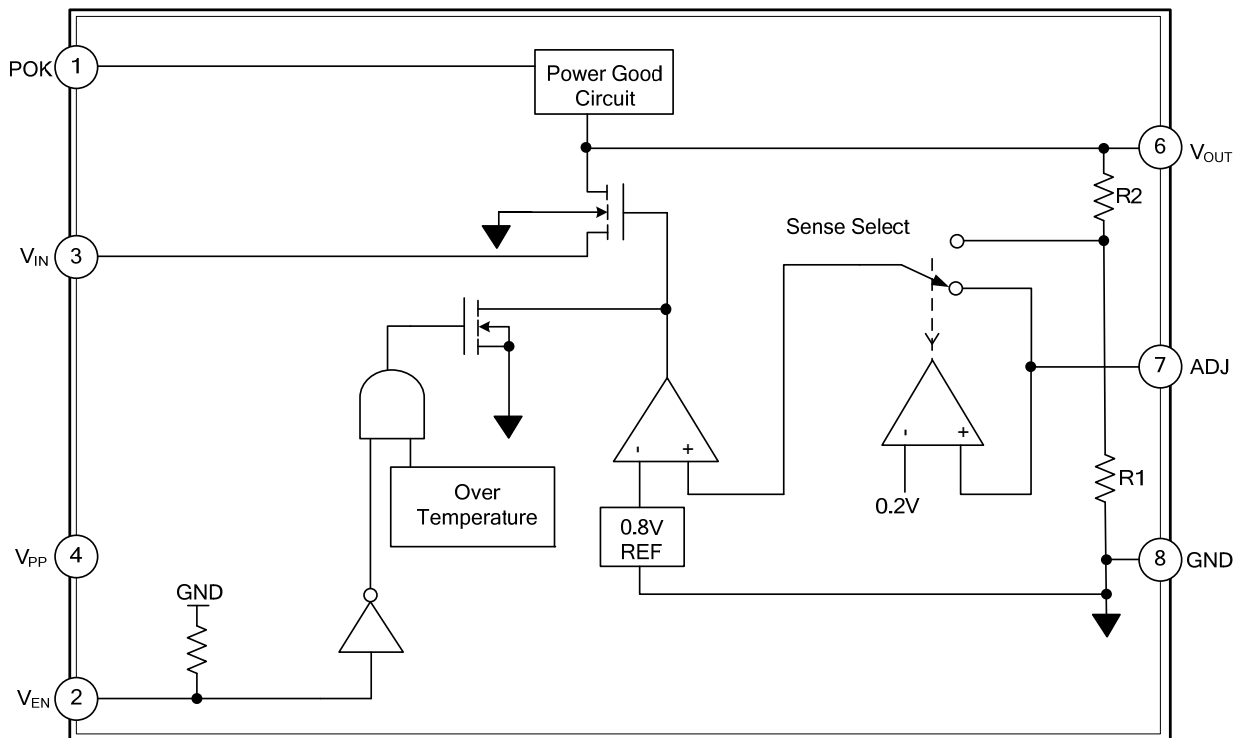 POK 1
Power Good
Circuit
6 VOUT
R2
Sense Select
VIN 3
7 ADJ
- +
- +
R1
0.2V
Over
Temperature
0.8V
REF
VPP 4
8 GND
GND
VEN 2